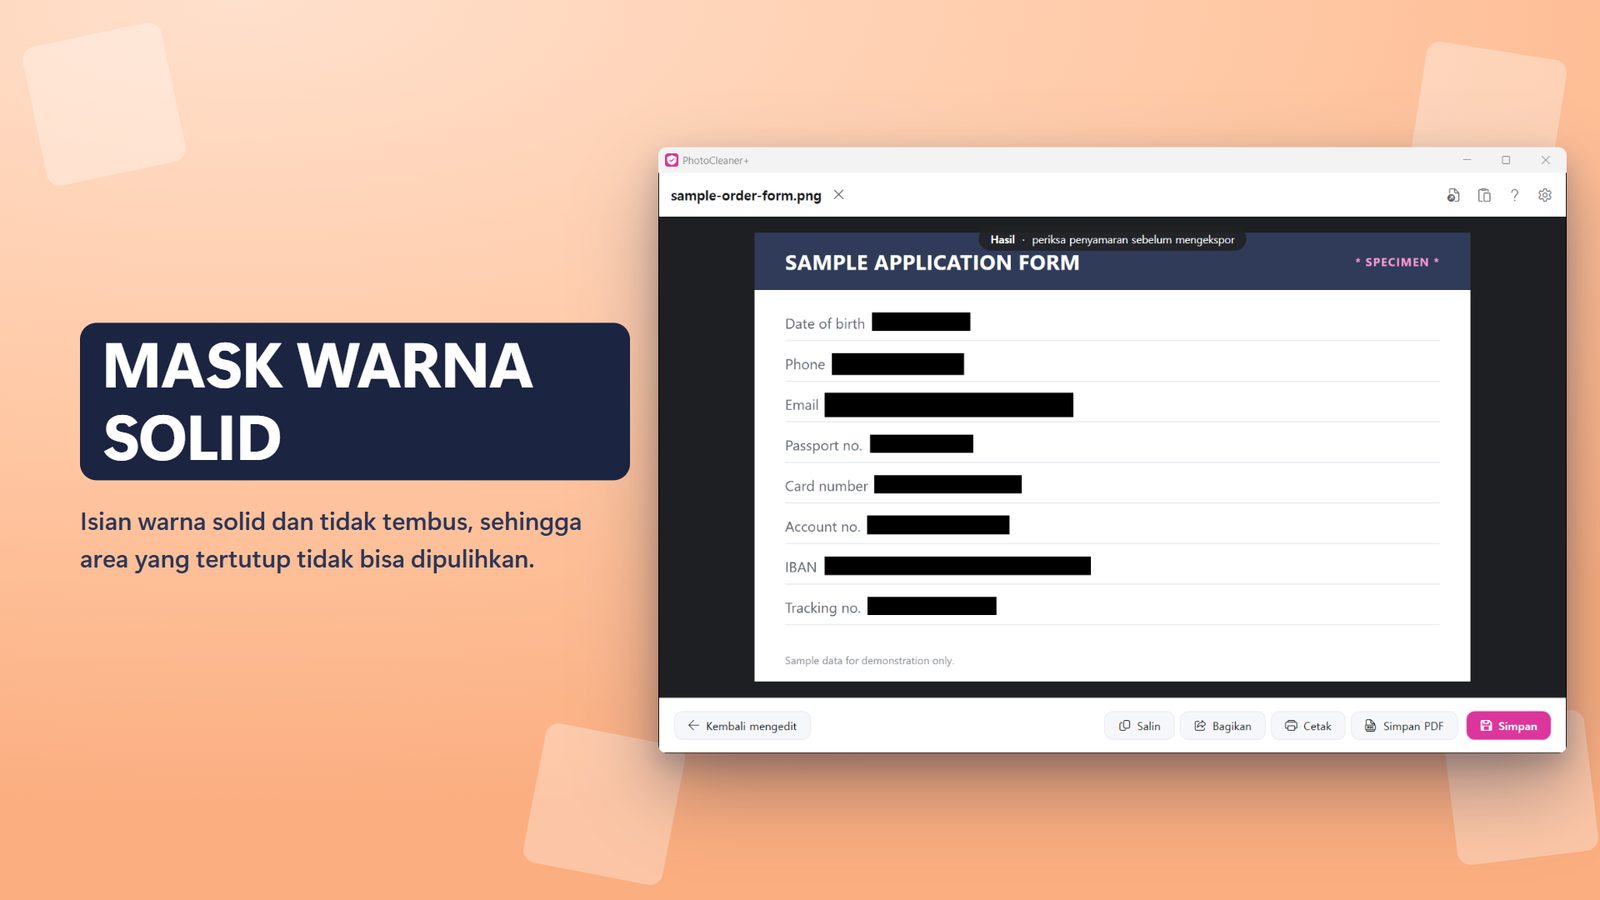 MASK WARNA
SOLID
Isian warna solid dan tidak tembus, sehingga
area yang tertutup tidak bisa dipulihkan.
PhotoCleaner+
sample-order-form.png
Hasil · periksa penyamaran sebelum mengekspor
SAMPLE APPLICATION FORM
* SPECIMEN *
Date of birth
Phone
Email
Passport no.
Card number
Account no.
IBAN
Tracking no.
Sample data for demonstration only.
Kembali mengedit
Salin
Bagikan
Cetak
Simpan PDF
Simpan